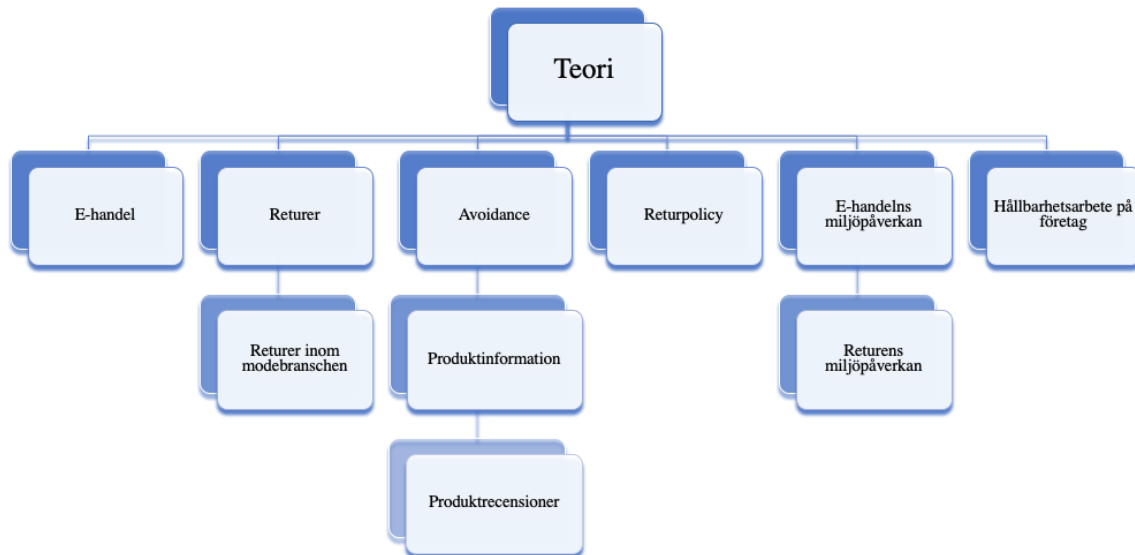 Teori
E-handel
Returer
Avoidance
Returpolicy
E-handelns
miljöpåverkan
Hållbarhetsarbete på
företag
Returer inom
modebranschen
Produktinformation
Returens
miljöpåverkan
Produktrecensioner